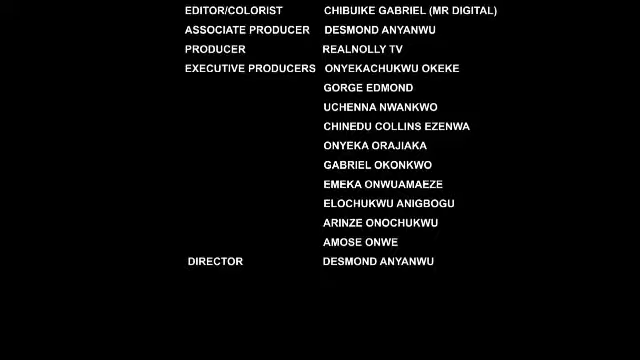 EDITOR/COLORIST CHIBUIKE GABRIEL (MR DIGITAL)
ASSOCIATE PRODUCER DESMOND ANYANWU
PRODUCER REALNOLLY TV
EXECUTIVE PRODUCERS ONYEKACHUKWU OKEKE
GORGE EDMOND
UCHENNA NWANKWO
CHINEDU COLLINS EZENWA
ONYEKA ORAJIAKA
GABRIEL OKONKWO
EMEKA ONWUAMAEZE
ELOCHUKWU ANIGBOGU
ARINZE ONOCHUKWU
AMOSE ONWE
DIRECTOR DESMOND ANYANWU